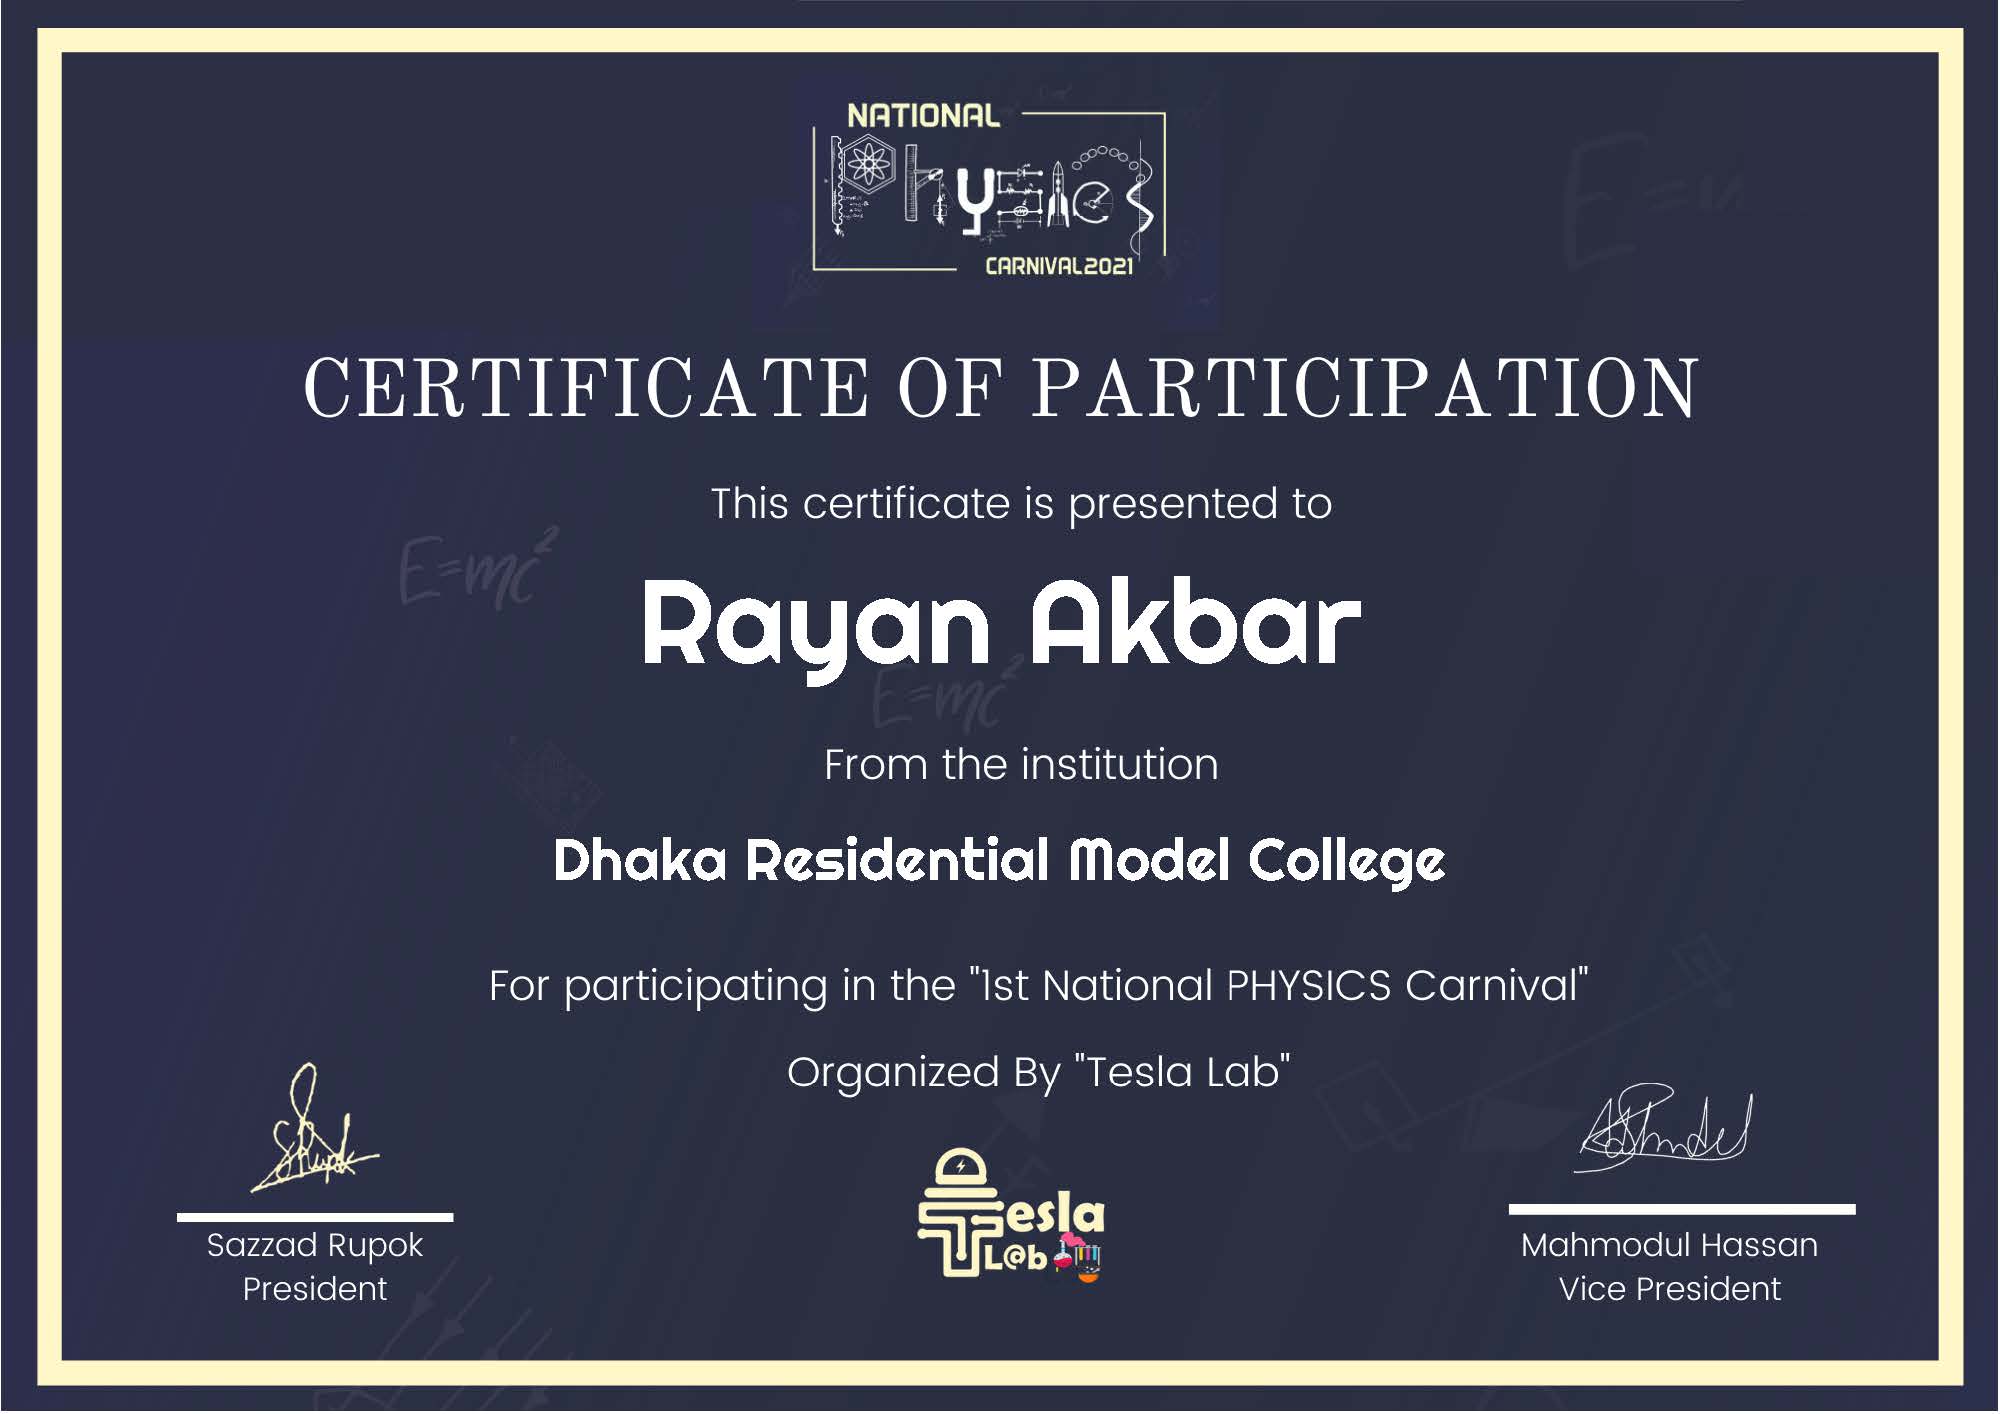 NATIONAL
Physics
CARNIVAL2021
CERTIFICATE OF PARTICIPATION
This certificate is presented to
E=mc²
Rayan Akbar
E=mc²
From the institution
Dhaka Residential Model College
For participating in the "1st National PHYSICS Carnival"
Organized By "Tesla Lab"
Tesla
L@b
Sazzad Rupok
President
Mahmodul Hassan
Vice President